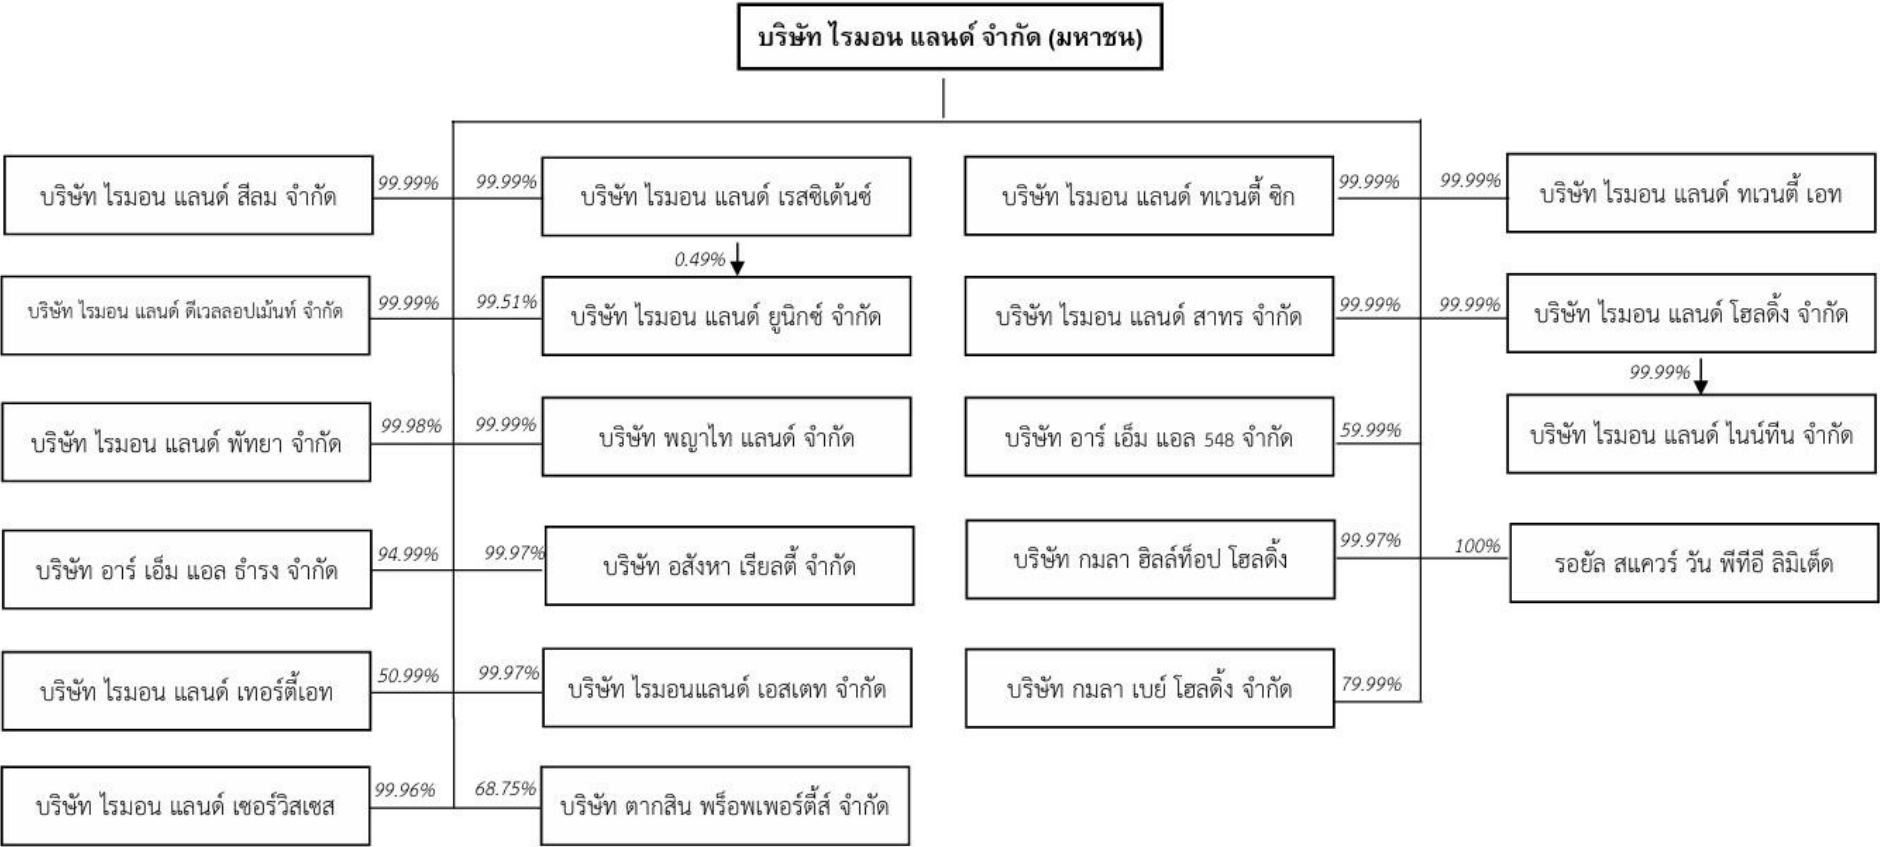 บริษัท ไรมอน แลนด์ จำกัด (มหาชน)
บริษัท ไรมอน แลนด์ สีลม จำกัด
99.99%
99.99%
บริษัท ไรมอน แลนด์ เรสซิเด้นซ์
บริษัท ไรมอน แลนด์ ทเวนตี้ ซิก
99.99%
99.99%
บริษัท ไรมอน แลนด์ ทเวนตี้ เอท
0.49%
บริษัท ไรมอน แลนด์ ดีเวลลอปเม้นท์ จำกัด
99.99%
99.51%
บริษัท ไรมอน แลนด์ ยูนิกซ์ จำกัด
บริษัท ไรมอน แลนด์ สาทร จำกัด
99.99%
99.99%
บริษัท ไรมอน แลนด์ โฮลดิ้ง จำกัด
99.99%
บริษัท ไรมอน แลนด์ พัทยา จำกัด
99.98%
99.99%
บริษัท พญาไท แลนด์ จำกัด
บริษัท อาร์ เอ็ม แอล 548 จำกัด
59.99%
บริษัท ไรมอน แลนด์ ไนน์ทีน จำกัด
บริษัท อาร์ เอ็ม แอล ธำรง จำกัด
94.99%
99.97%
บริษัท อสังหา เรียลตี้ จำกัด
บริษัท กมลา ฮิลล์ท็อป โฮลดิ้ง
99.97%
100%
รอยัล สแควร์ วัน พีทีอี ลิมิเต็ด
บริษัท ไรมอน แลนด์ เทอร์ตี้เอท
50.99%
99.97%
บริษัท ไรมอนแลนด์ เอสเตท จำกัด
บริษัท กมลา เบย์ โฮลดิ้ง จำกัด
79.99%
บริษัท ไรมอน แลนด์ เซอร์วิสเซส
99.96%
68.75%
บริษัท ตากสิน พร็อพเพอร์ตี้ส์ จำกัด